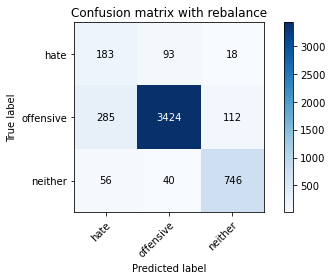 Confusion matrix with rebalance
True label
hate
183 93 18
offensive
285 3424 112
neither
56 40 746
hate
offensive
neither
Predicted label
3000
2500
2000
1500
1000
500